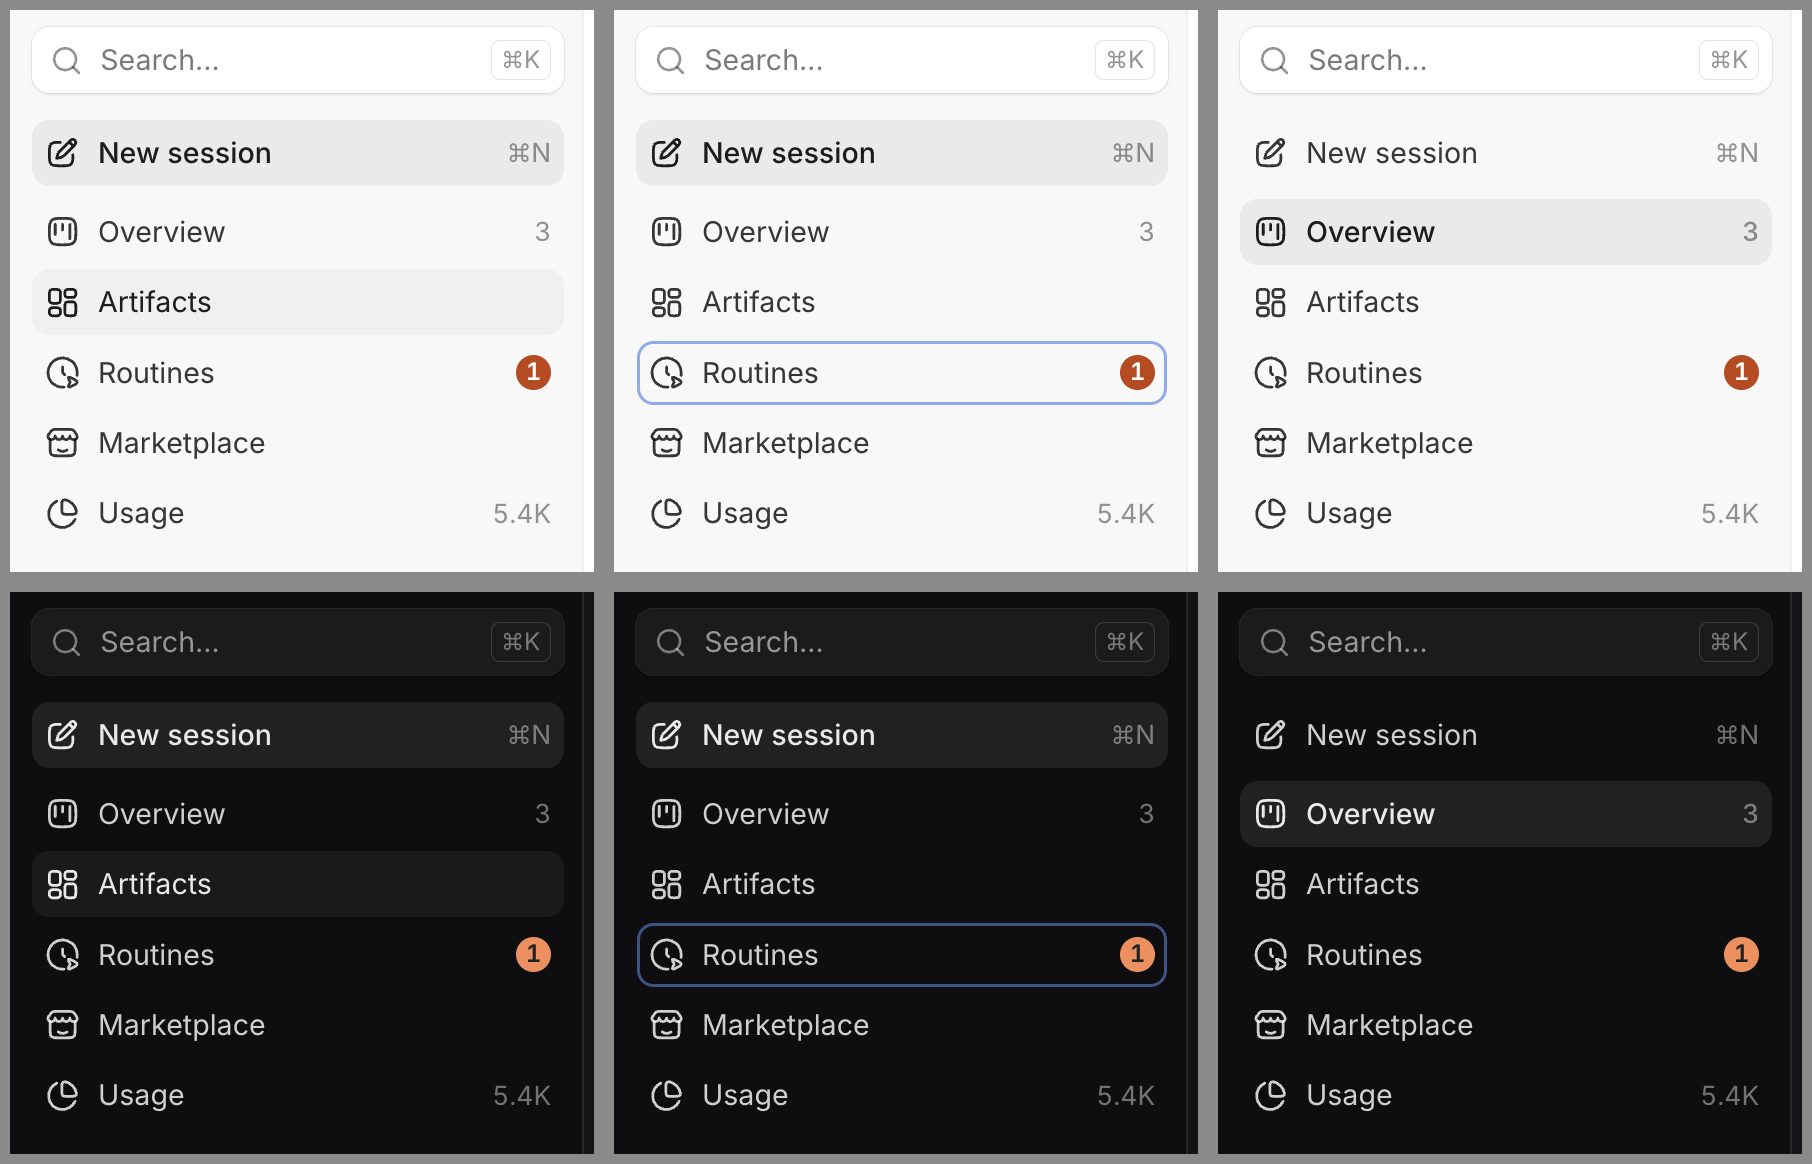 Search... ⌘K
New session ⌘N
Overview 3
Artifacts
Routines 1
Marketplace
Usage 5.4K
Search... ⌘K
New session ⌘N
Overview 3
Artifacts
Routines 1
Marketplace
Usage 5.4K
Search... ⌘K
New session ⌘N
Overview 3
Artifacts
Routines 1
Marketplace
Usage 5.4K
Search... ⌘K
New session ⌘N
Overview 3
Artifacts
Routines 1
Marketplace
Usage 5.4K
Search... ⌘K
New session ⌘N
Overview 3
Artifacts
Routines 1
Marketplace
Usage 5.4K
Search... ⌘K
New session ⌘N
Overview 3
Artifacts
Routines 1
Marketplace
Usage 5.4K